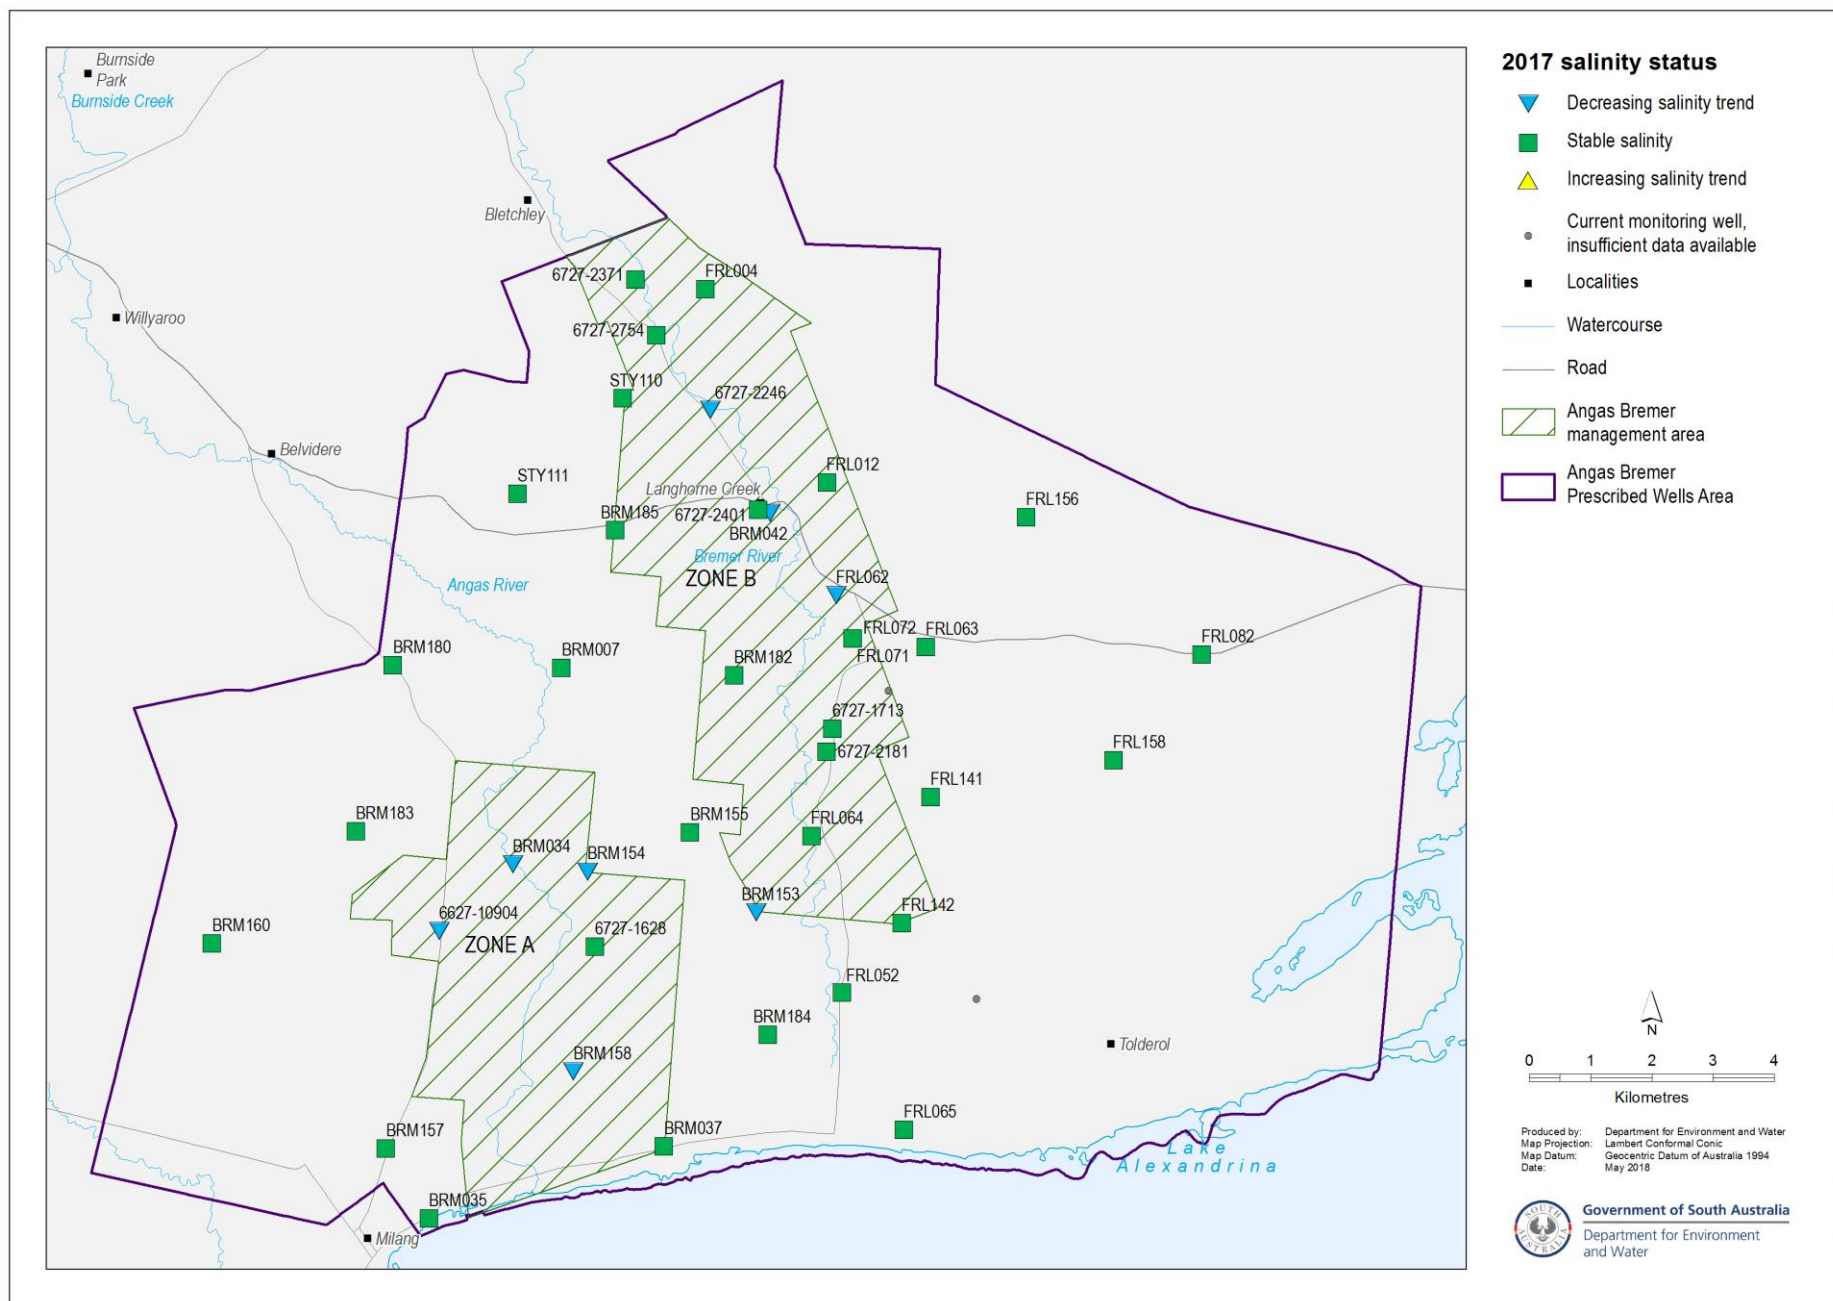 Burnside
Park
Burnside Creek
Bletchley
6727-2371
FRL004
Willyaroo
6727-2754
STY110
6727-2246
Belvidere
STY111
Langhorne Creek
FRL012
FRL156
6727-2401
BRM185
BRM042
Bremer River
ZONE B
Angas River
FRL062
FRL072
FRL063
FRL082
BRM180
BRM007
BRM182
FRL071
6727-1713
6727-2181
FRL158
FRL141
BRM183
BRM155
FRL064
BRM034
BRM154
BRM153
6627-10904
FRL142
BRM160
ZONE A
6727-1628
FRL052
BRM184
Tolderol
BRM158
FRL065
BRM157
BRM037
Lake
Alexandrina
BRM035
Milang
2017 salinity status
Decreasing salinity trend
Stable salinity
Increasing salinity trend
Current monitoring well,
insufficient data available
Localities
Watercourse
Road
Angas Bremer
management area
Angas Bremer
Prescribed Wells Area
N
0 1 2 3 4
Kilometres
Produced by: Department for Environment and Water
Map Projection: Lambert Conformal Conic
Map Datum: Geocentric Datum of Australia 1994
Date: May 2018
SOUTH
AUSTRALIA
Government of South Australia
Department for Environment
and Water